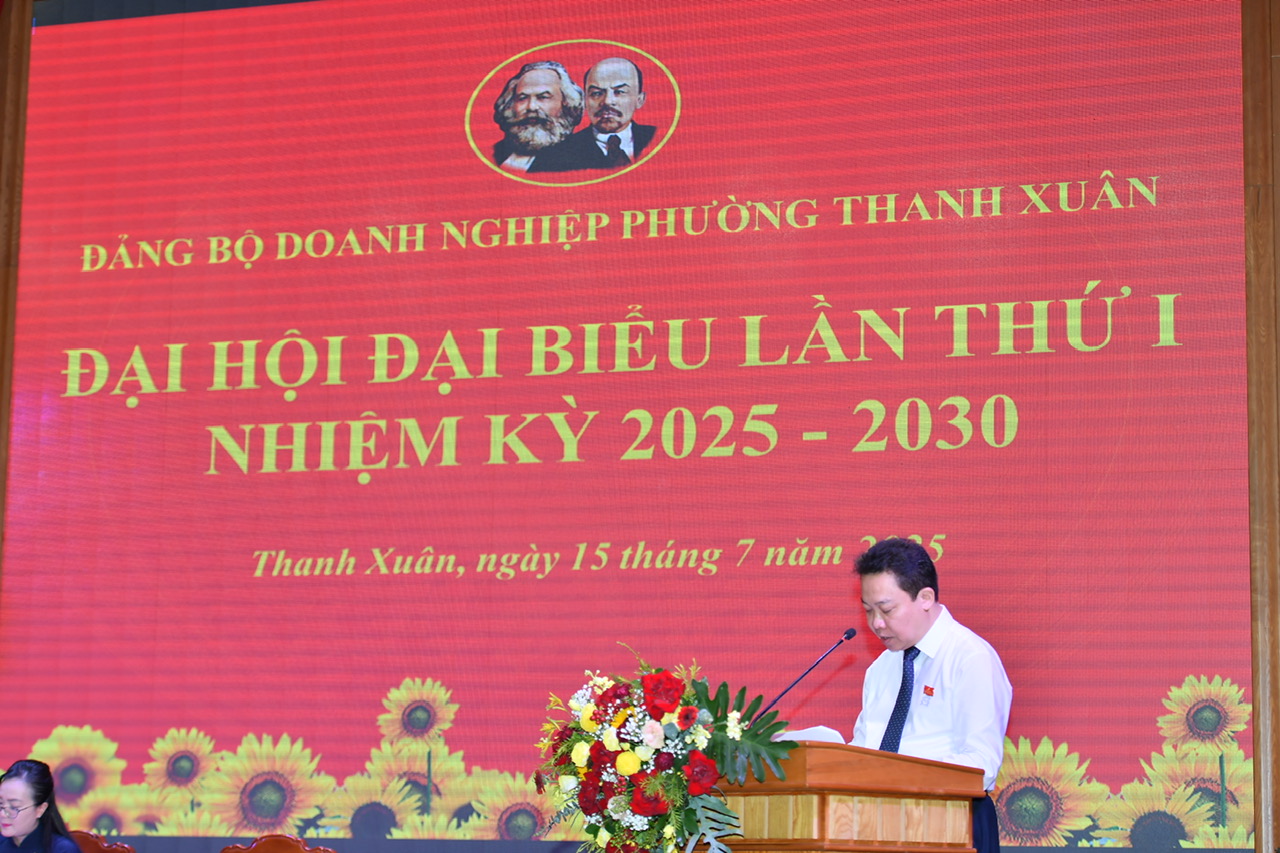 ĐẢNG BỘ DOANH NGHIỆP PHƯỜNG THANH XUÂN
ĐẠI HỘI ĐẠI BIỂU LẦN THỨ I
NHIỆM KỲ 2025 - 2030
Thanh Xuân, ngày 15 tháng 7 năm 2025